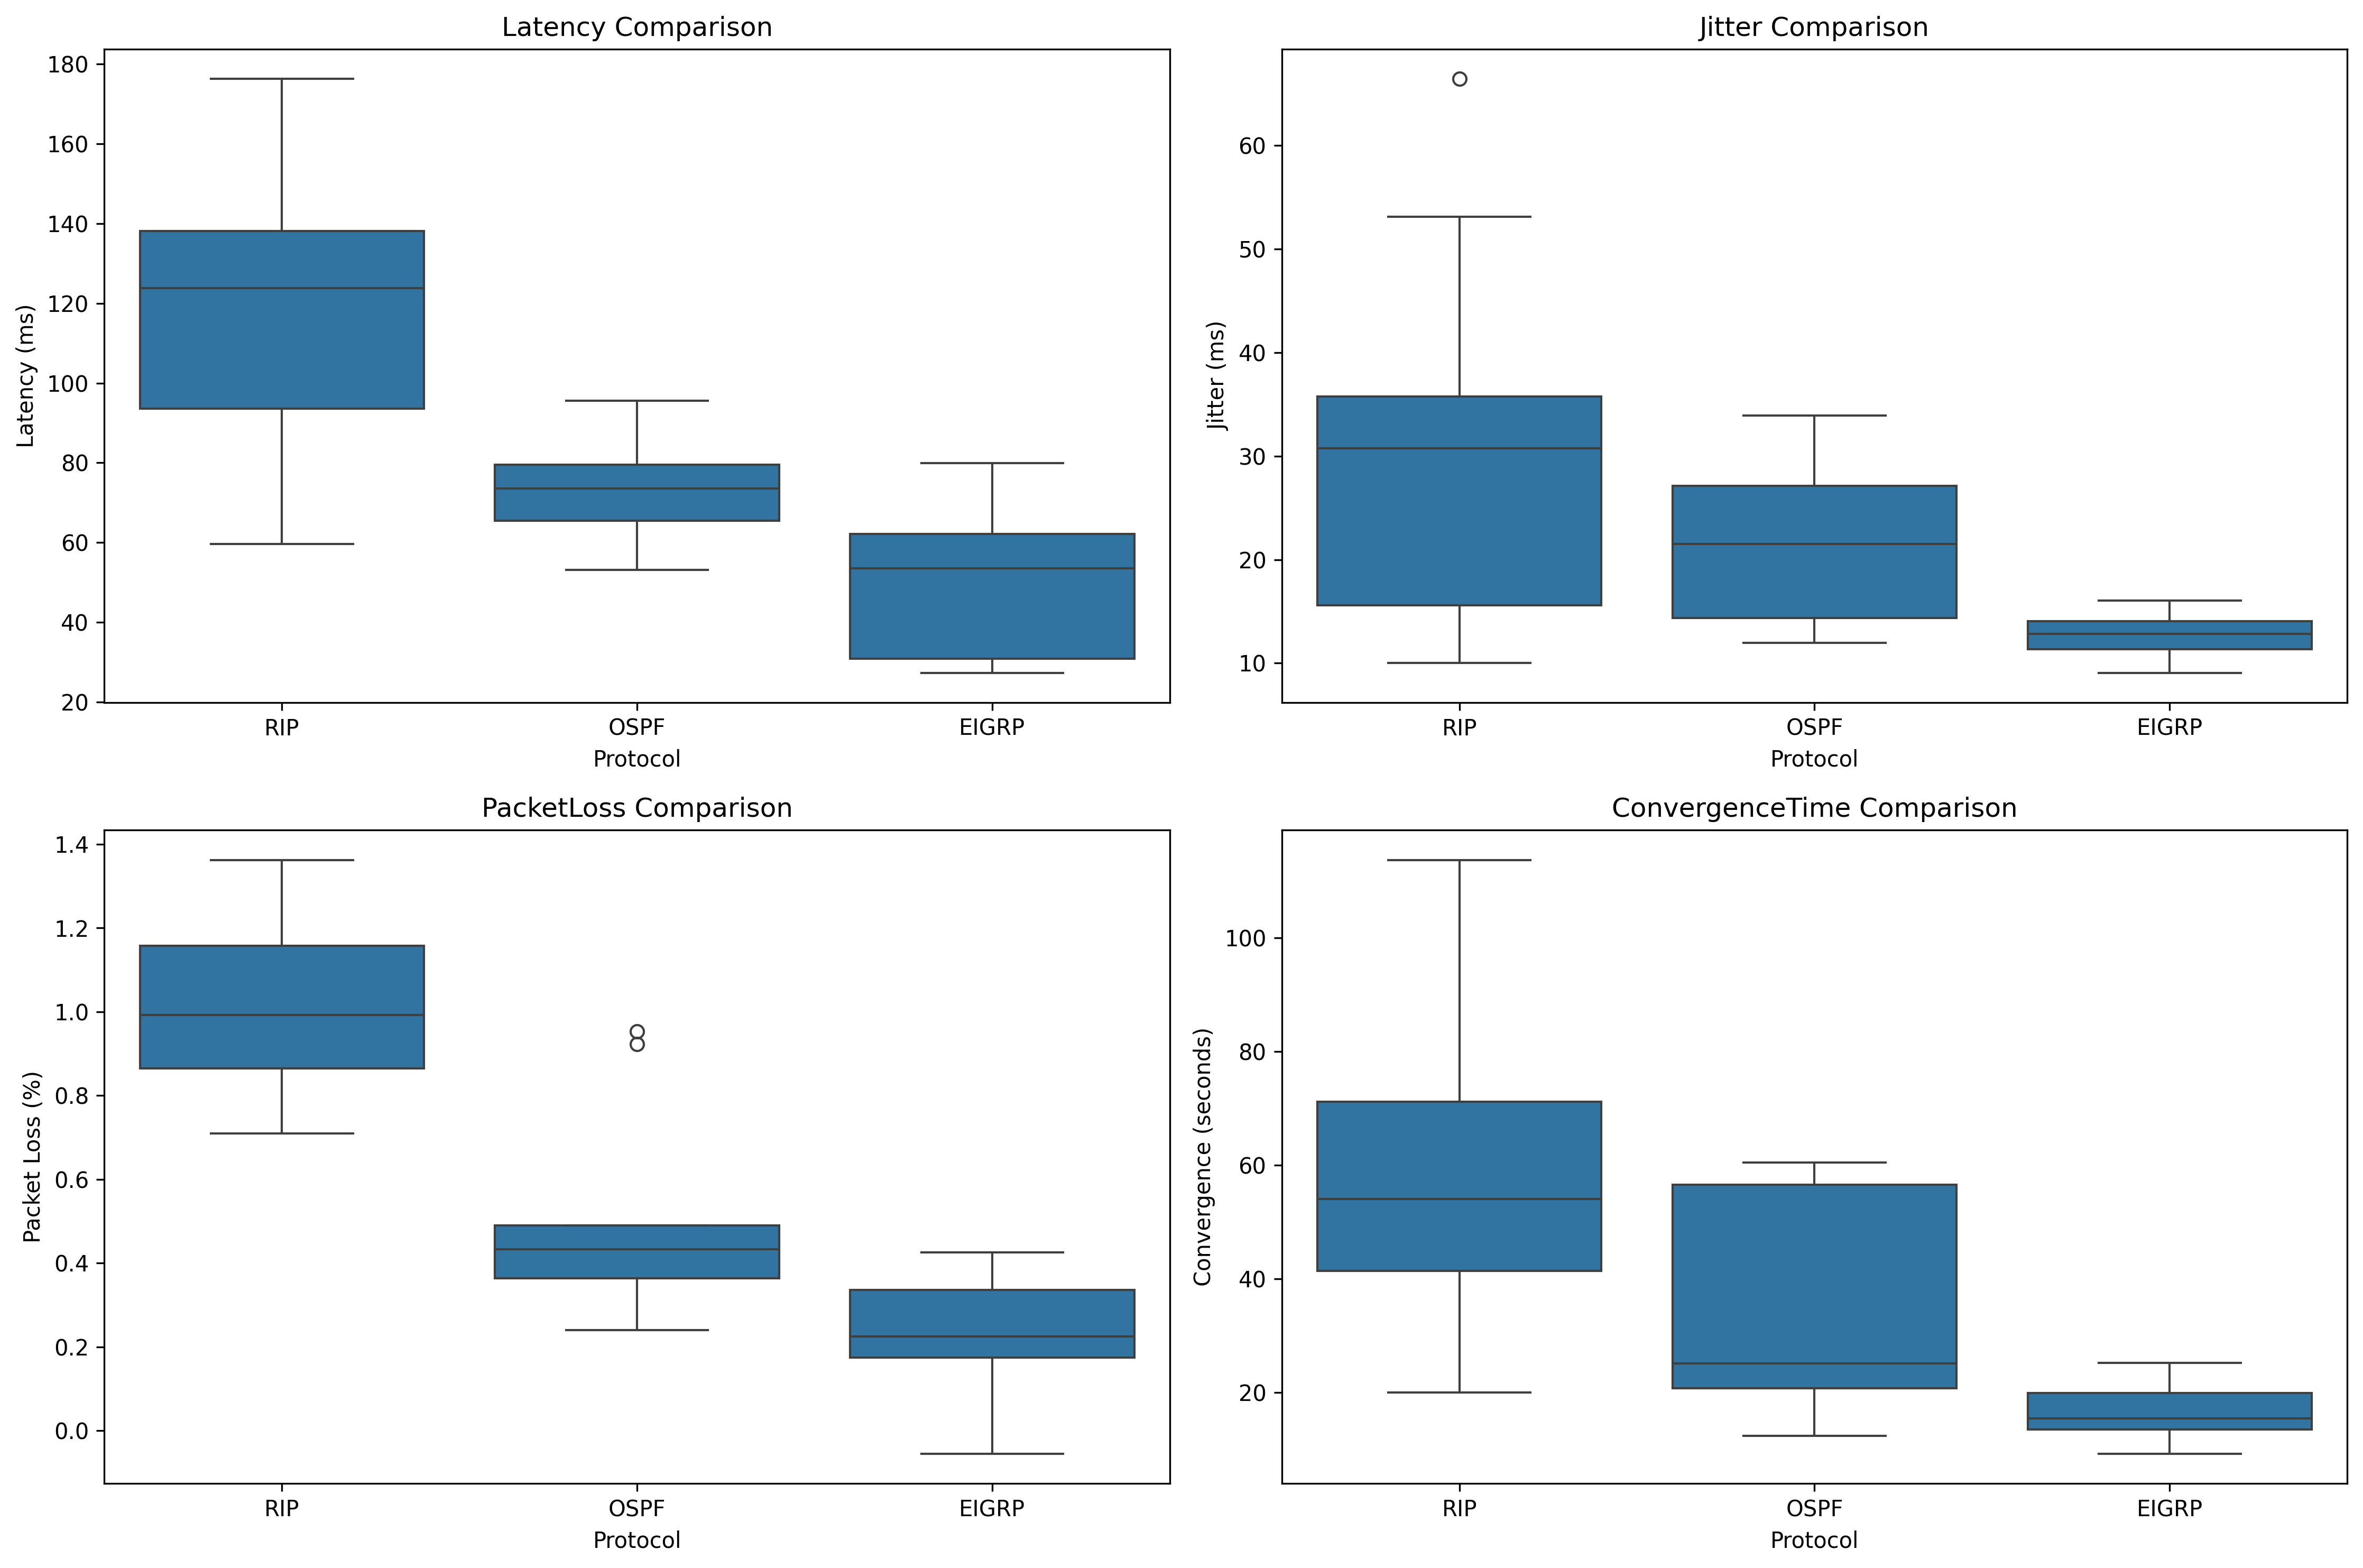 Latency Comparison
Latency (ms)
180
160
140
120
100
80
60
40
20
RIP OSPF EIGRP
Protocol
Jitter Comparison
Jitter (ms)
60
50
40
30
20
10
RIP OSPF EIGRP
Protocol
PacketLoss Comparison
Packet Loss (%)
1.4
1.2
1.0
0.8
0.6
0.4
0.2
0.0
RIP OSPF EIGRP
Protocol
ConvergenceTime Comparison
Convergence (seconds)
100
80
60
40
20
RIP OSPF EIGRP
Protocol